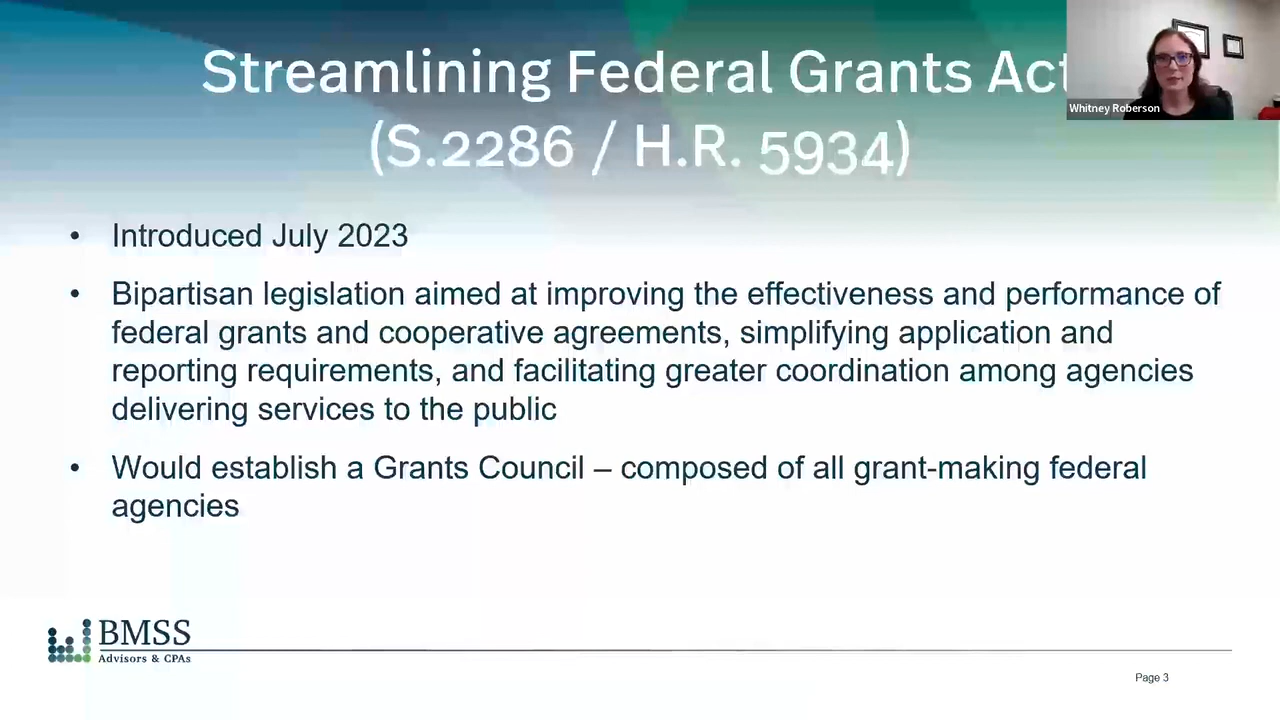 Streamlining Federal Grants Act
(S.2286 / H.R. 5934)
Whitney Roberson
• Introduced July 2023
• Bipartisan legislation aimed at improving the effectiveness and performance of
federal grants and cooperative agreements, simplifying application and
reporting requirements, and facilitating greater coordination among agencies
delivering services to the public
• Would establish a Grants Council – composed of all grant-making federal
agencies
BMSS
Advisors & CPAs
Page 3